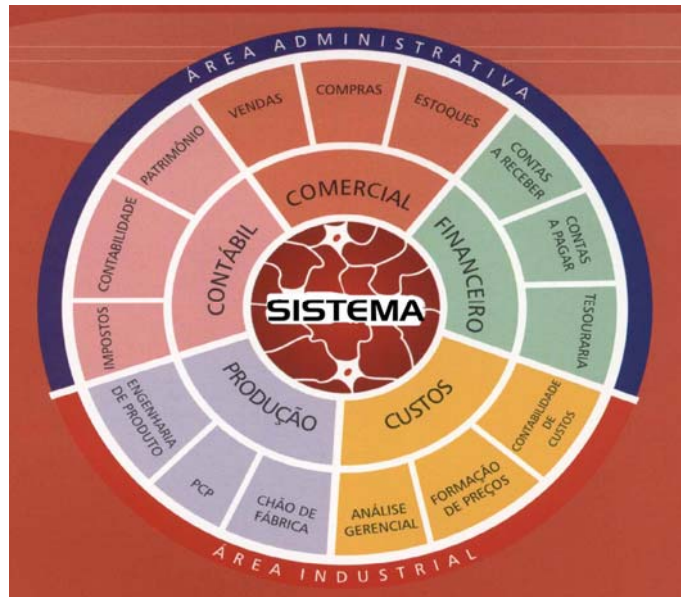 ÁREA ADMINISTRATIVA
VENDAS
COMPRAS
ESTOQUES
CONTAS
A RECEBER
CONTAS
A PAGAR
TESOURARIA
PATRIMÔNIO
CONTABILIDADE
IMPOSTOS
COMERCIAL
CONTÁBIL
FINANCEIRO
SISTEMA
PRODUÇÃO
CUSTOS
ENGENHARIA
DE PRODUTO
PCP
CHÃO DE
FÁBRICA
ANÁLISE
GERENCIAL
FORMAÇÃO
DE PREÇOS
CONTABILIDADE
DE
CUSTOS
ÁREA INDUSTRIAL